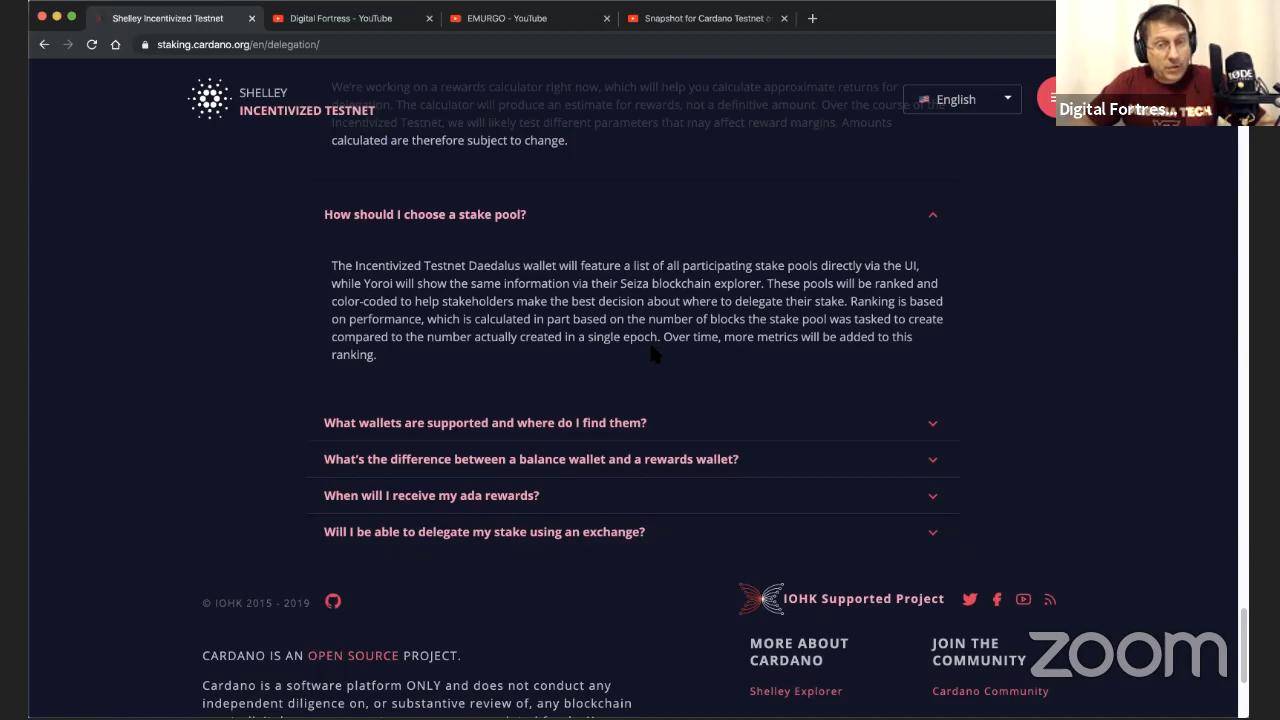 Shelley Incentivized Testnet
Digital Fortress - YouTube
EMURGO - YouTube
Snapshot for Cardano Testnet
staking.cardano.org/en/delegation/
SHELLEY
INCENTIVIZED TESTNET
English
We're working on a rewards calculator right now, which will help you calculate approximate returns for
The calculator will produce an estimate for rewards, not a definitive amount. Over the course of the
Incentivized Testnet, we will likely test different parameters that may affect reward margins. Amounts
calculated are therefore subject to change.
Digital Fortres
RØDE
TECH
How should I choose a stake pool?
The Incentivized Testnet Daedalus wallet will feature a list of all participating stake pools directly via the UI,
while Yoroi will show the same information via their Seiza blockchain explorer. These pools will be ranked and
color-coded to help stakeholders make the best decision about where to delegate their stake. Ranking is based
on performance, which is calculated in part based on the number of blocks the stake pool was tasked to create
compared to the number actually created in a single epoch. Over time, more metrics will be added to this
ranking.
What wallets are supported and where do I find them?
What's the difference between a balance wallet and a rewards wallet?
When will I receive my ada rewards?
Will I be able to delegate my stake using an exchange?
© IOHK 2015 - 2019
IOHK Supported Project
CARDANO IS AN OPEN SOURCE PROJECT.
Cardano is a software platform ONLY and does not conduct any
independent diligence on, or substantive review of, any blockchain
MORE ABOUT
CARDANO
Shelley Explorer
JOIN THE
COMMUNITY
Cardano Community
zoom